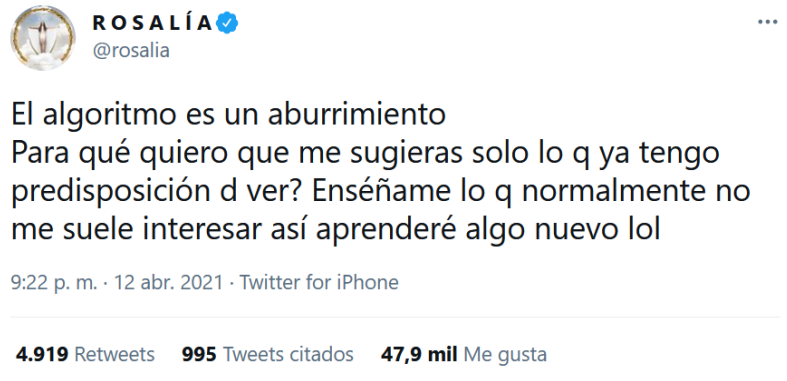 ROSALÍA
@rosalia
El algoritmo es un aburrimiento
Para qué quiero que me sugieras solo lo q ya tengo
predisposición d ver? Enséñame lo q normalmente no
me suele interesar así aprenderé algo nuevo lol
9:22 p. m. · 12 abr. 2021 · Twitter for iPhone
4.919 Retweets 995 Tweets citados 47,9 mil Me gusta